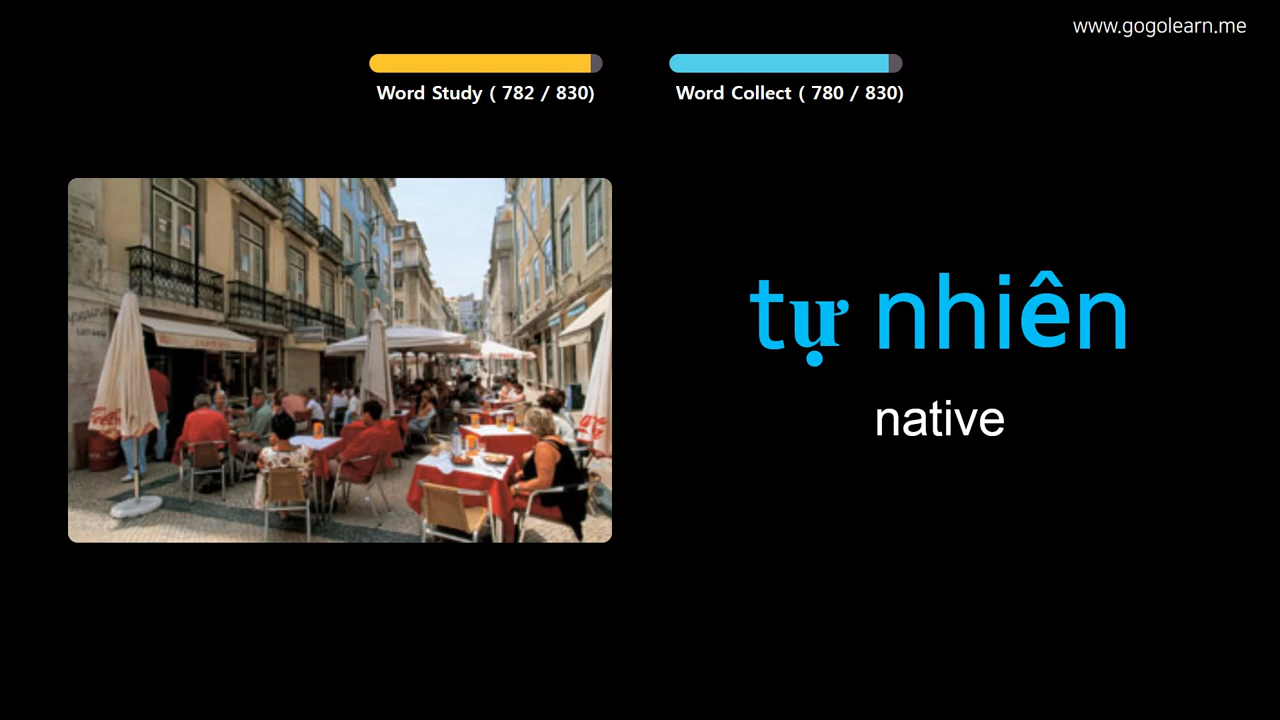 www.gogolearn.me
Word Study ( 782 / 830)
Word Collect ( 780 / 830)
tự nhiên
native